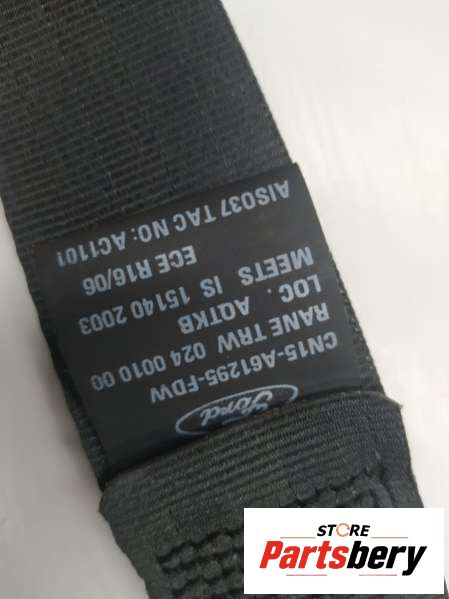 Ford
CN15-A61295-FDW
RANE TRW 024 0010 00
LOC. AQTKB
MEETS IS 15140 2003
ECE R16/06
AIS037 TAC NO: AC1101
STORE
Partsbery